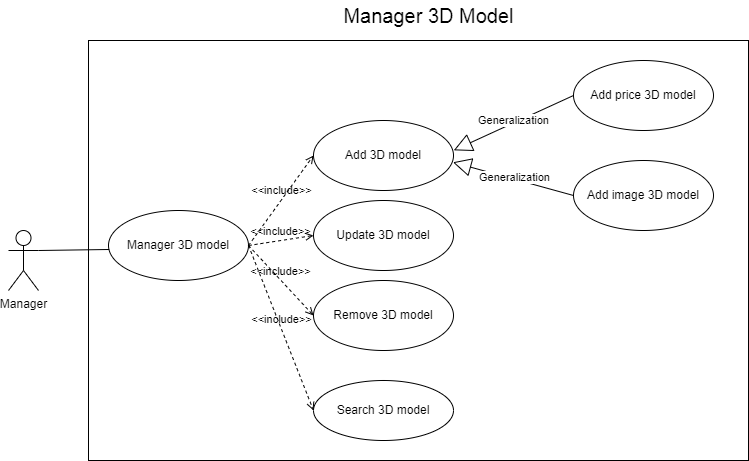 Manager 3D Model
Add price 3D model
Generalization
Add 3D model
Generalization
Add image 3D model
<<include>>
<<include>>
Update 3D model
Manager 3D model
<<include>>
Manager
Remove 3D model
<<include>>
Search 3D model